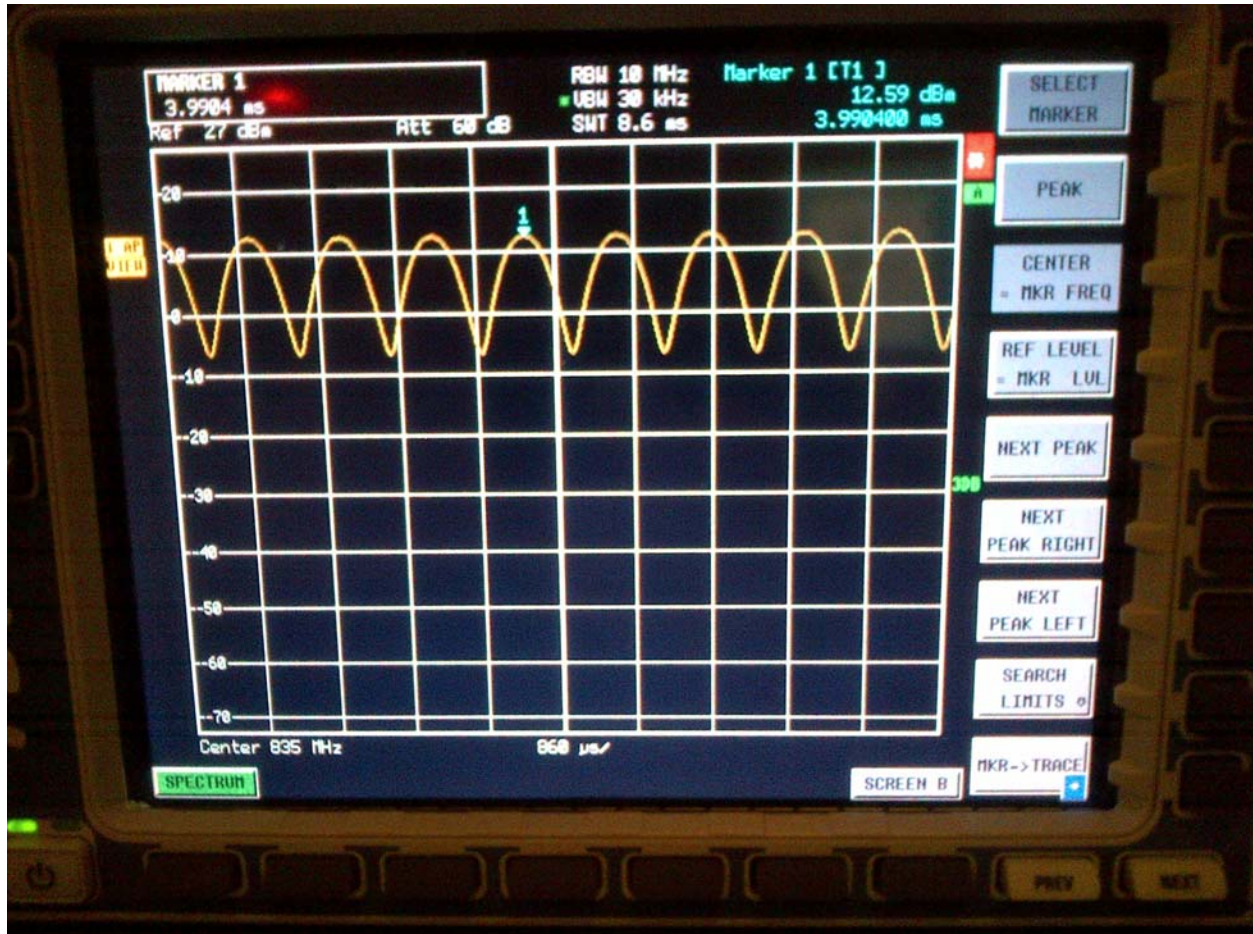 MARKER 1
3.9904 ms
RBW 10 MHz
VBW 30 kHz
SWT 8.6 ms
Marker 1 [T1 ]
12.59 dBm
3.990400 ms
Ref 27 dBm
Att 60 dB
A
1 AP
VIEW
1
20
10
0
-10
-20
-30
-40
-50
-60
-70
3DB
Center 835 MHz
860 µs/
SPECTRUM
SCREEN B
SELECT
MARKER
PEAK
CENTER
= MKR FREQ
REF LEVEL
= MKR LVL
NEXT PEAK
NEXT
PEAK RIGHT
NEXT
PEAK LEFT
SEARCH
LIMITS
MKR->TRACE
PREV
NEXT